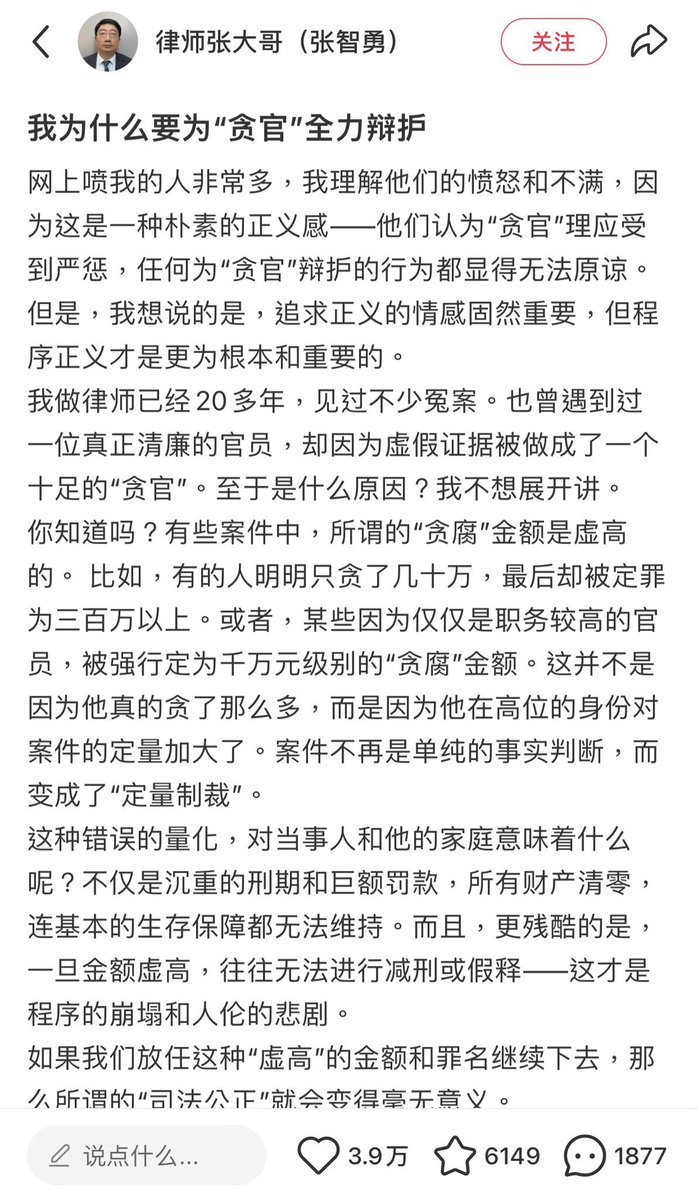 律师张大哥（张智勇）
关注
我为什么要为“贪官”全力辩护
网上喷我的人非常多，我理解他们的愤怒和不满，因
为这是一种朴素的正义感——他们认为“贪官”理应受
到严惩，任何为“贪官”辩护的行为都显得无法原谅。
但是，我想说的是，追求正义的情感固然重要，但程
序正义才是更为根本和重要的。
我做律师已经20多年，见过不少冤案。也曾遇到过
一位真正清廉的官员，却因为虚假证据被做成了一个
十足的“贪官”。至于是什么原因？我不想展开讲。
你知道吗？有些案件中，所谓的“贪腐”金额是虚高
的。 比如，有的人明明只贪了几十万，最后却被定罪
为三百万以上。或者，某些因为仅仅是职务较高的官
员，被强行定为千万元级别的“贪腐”金额。这并不是
因为他真的贪了那么多，而是因为他在高位的身份对
案件的定量加大了。案件不再是单纯的事实判断，而
变成了“定量制裁”。
这种错误的量化，对当事人和他的家庭意味着什么
呢？不仅是沉重的刑期和巨额罚款，所有财产清零，
连基本的生存保障都无法维持。而且，更残酷的是，
一旦金额虚高，往往无法进行减刑或假释——这才是
程序的崩塌和人伦的悲剧。
如果我们放任这种“虚高”的金额和罪名继续下去，那
么所谓的“司法公正”就会变得毫无意义。
说点什么...
3.9万
6149
1877